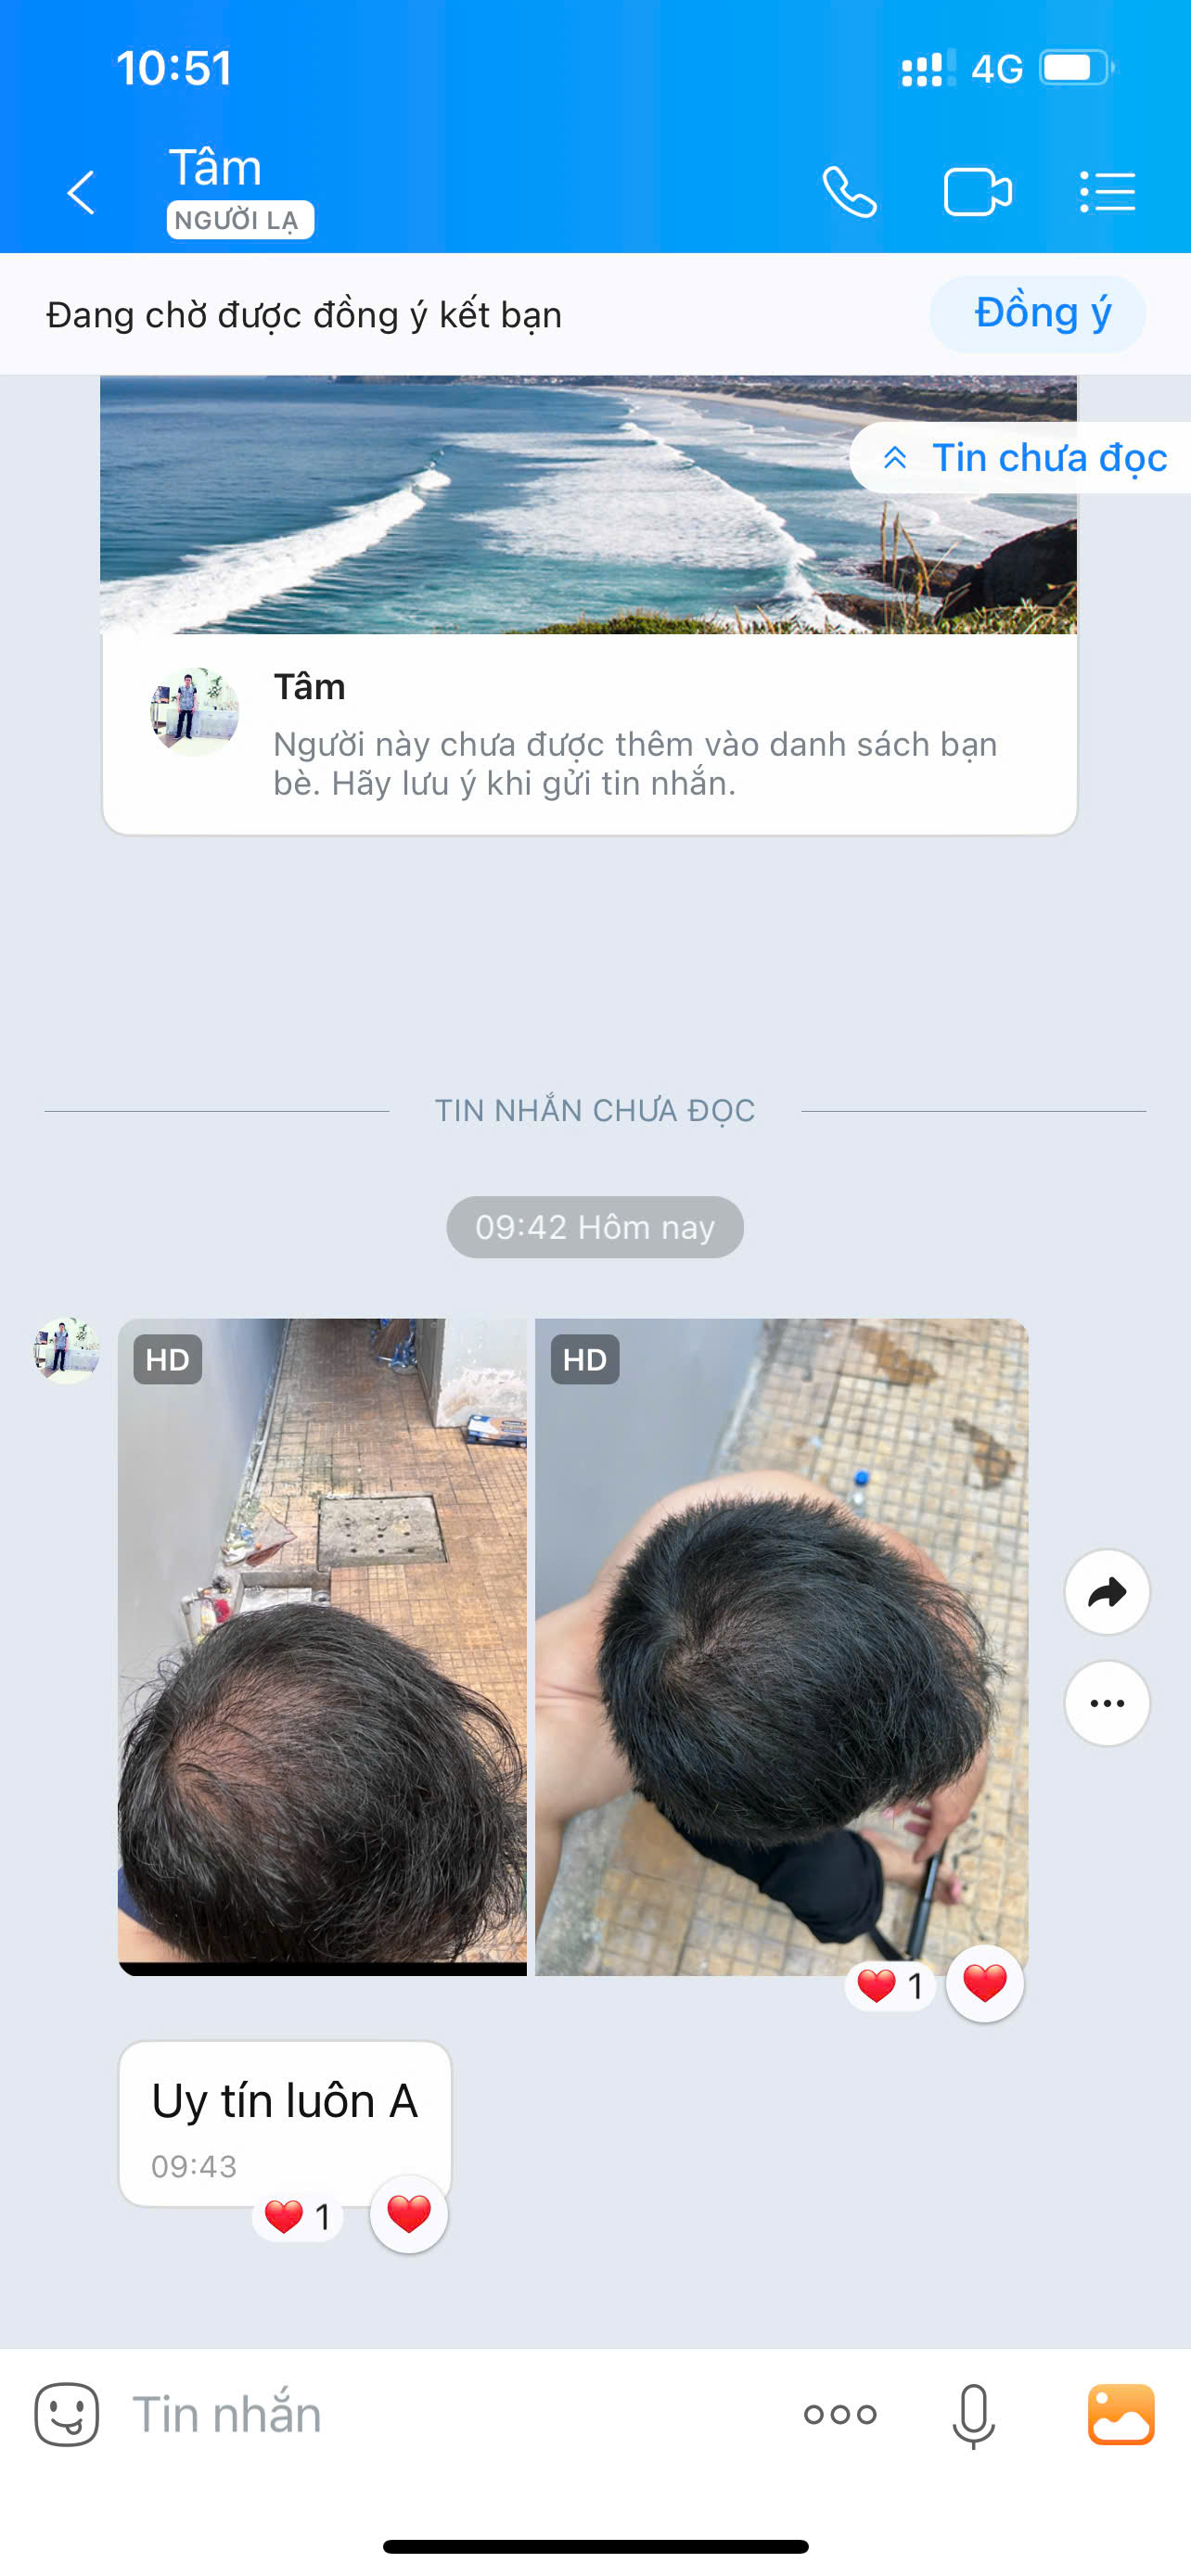 10:51
4G
Tâm
NGƯỜI LẠ
Đang chờ được đồng ý kết bạn
Đồng ý
Tin chưa đọc
Tâm
Người này chưa được thêm vào danh sách bạn
bè. Hãy lưu ý khi gửi tin nhắn.
TIN NHẮN CHƯA ĐỌC
09:42 Hôm nay
HD
HD
1
Uy tín luôn A
09:43
1
Tin nhắn